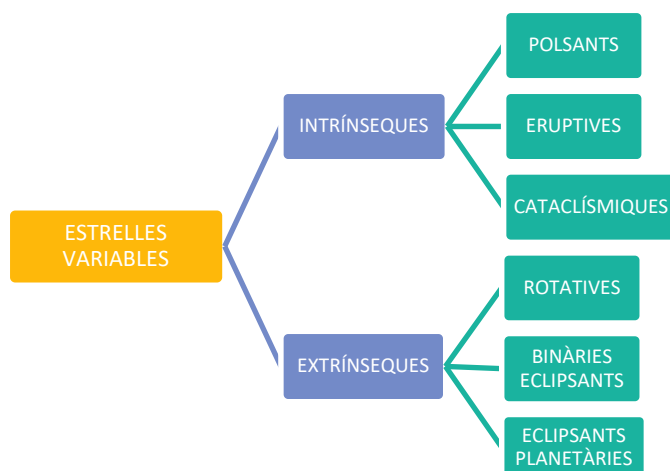 ESTRELLES
VARIABLES
INTRÍNSEQUES
POLSANTS
ERUPTIVES
CATACLÍSMIQUES
EXTRÍNSEQUES
ROTATIVES
BINÀRIES
ECLIPSANTS
ECLIPSANTS
PLANETÀRIES